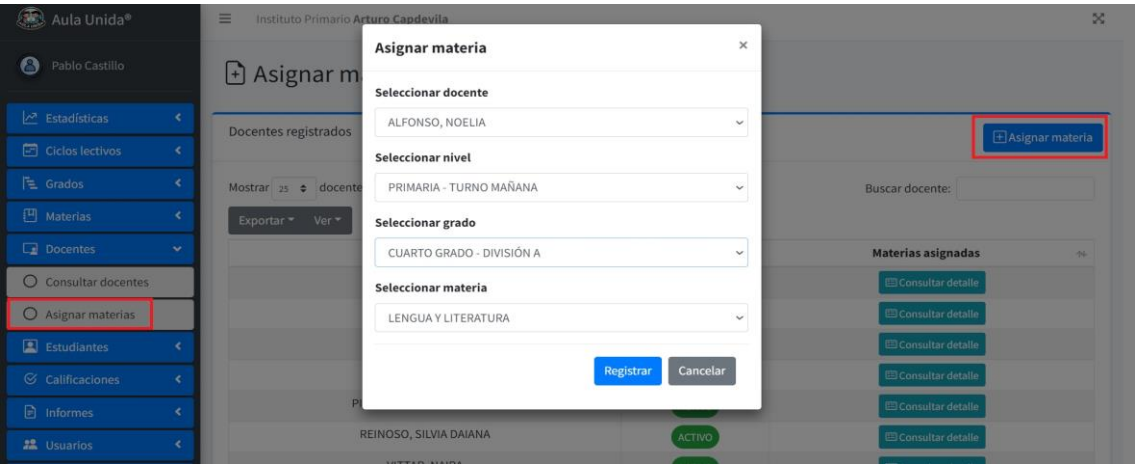 Aula Unida®
Instituto Primario Arturo Capdevila
Pablo Castillo
Estadísticas
Ciclos lectivos
Grados
Materias
Docentes
Consultar docentes
Asignar materias
Estudiantes
Calificaciones
Informes
Usuarios
Asignar m
Docentes registrados
Asignar materia
Mostrar 25 docente
Buscar docente:
Exportar Ver
Materias asignadas
Consultar detalle
Consultar detalle
Consultar detalle
Consultar detalle
Consultar detalle
REINOSO, SILVIA DAIANA ACTIVO Consultar detalle
Asignar materia ×
Seleccionar docente
ALFONSO, NOELIA
Seleccionar nivel
PRIMARIA - TURNO MAÑANA
Seleccionar grado
CUARTO GRADO - DIVISIÓN A
Seleccionar materia
LENGUA Y LITERATURA
Registrar Cancelar